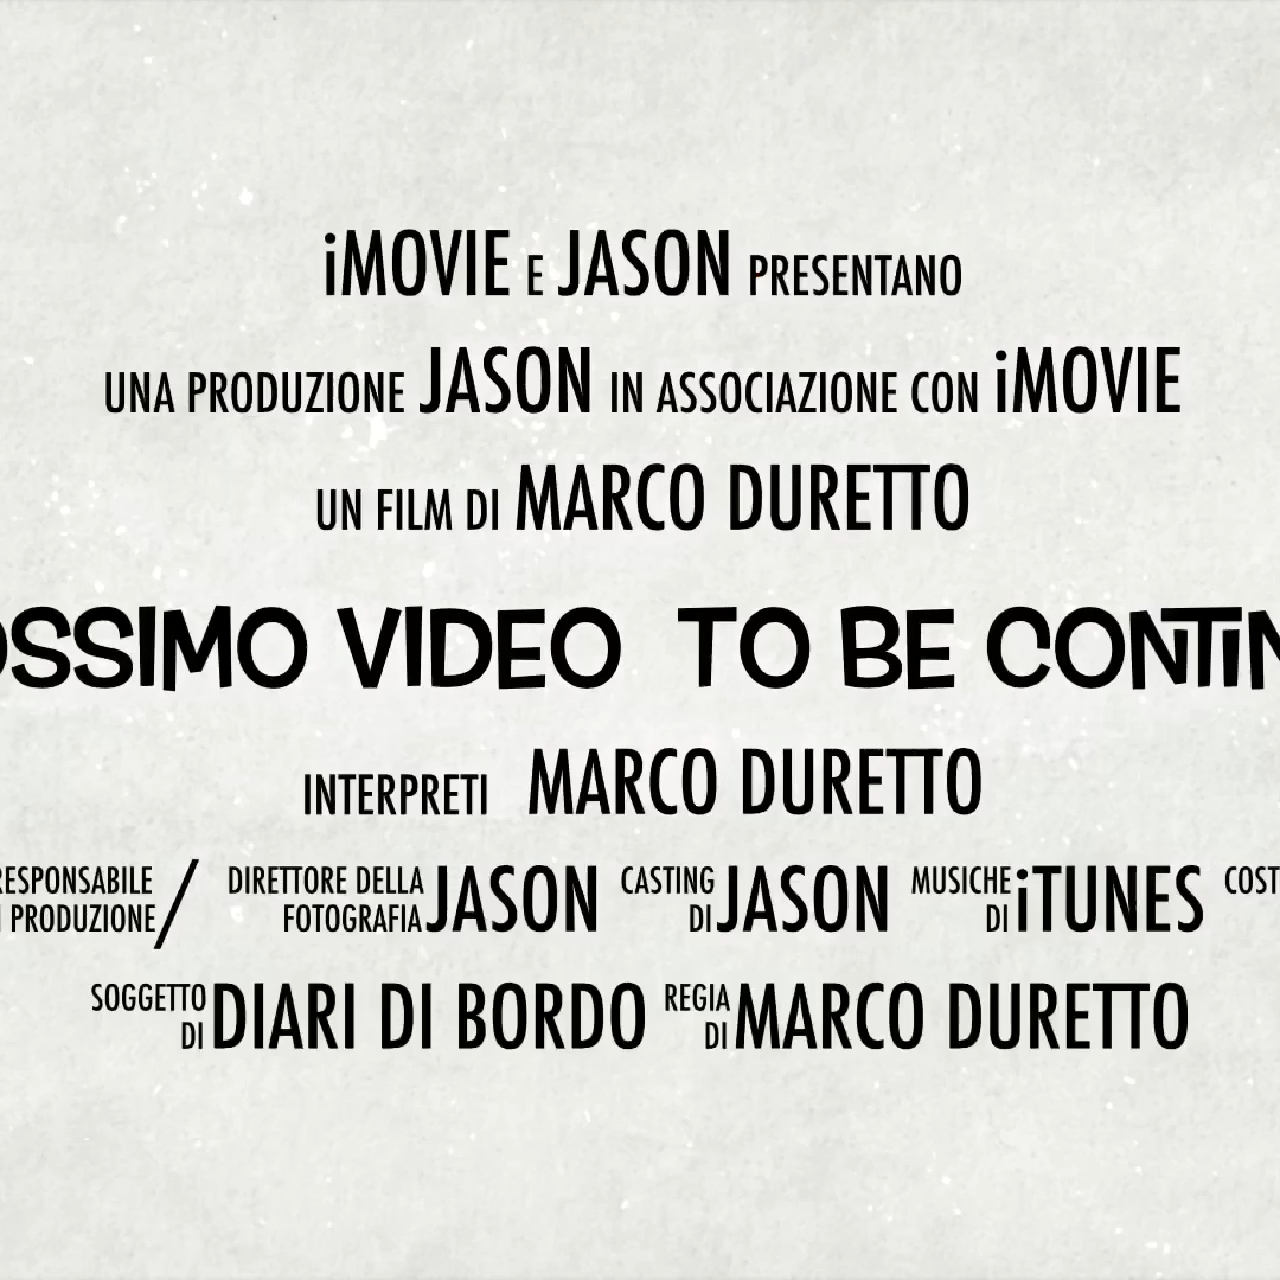 iMOVIE E JASON PRESENTANO
UNA PRODUZIONE JASON IN ASSOCIAZIONE CON iMOVIE
UN FILM DI MARCO DURETTO
VIDEO TO BE
INTERPRETI MARCO DURETTO
PRODUZIONE / DIRETTORE DELLA FOTOGRAFIA JASON CASTING DI JASON MUSICHE DI iTUNES
SOGGETTO DI DIARI DI BORDO REGIA DI MARCO DURETTO